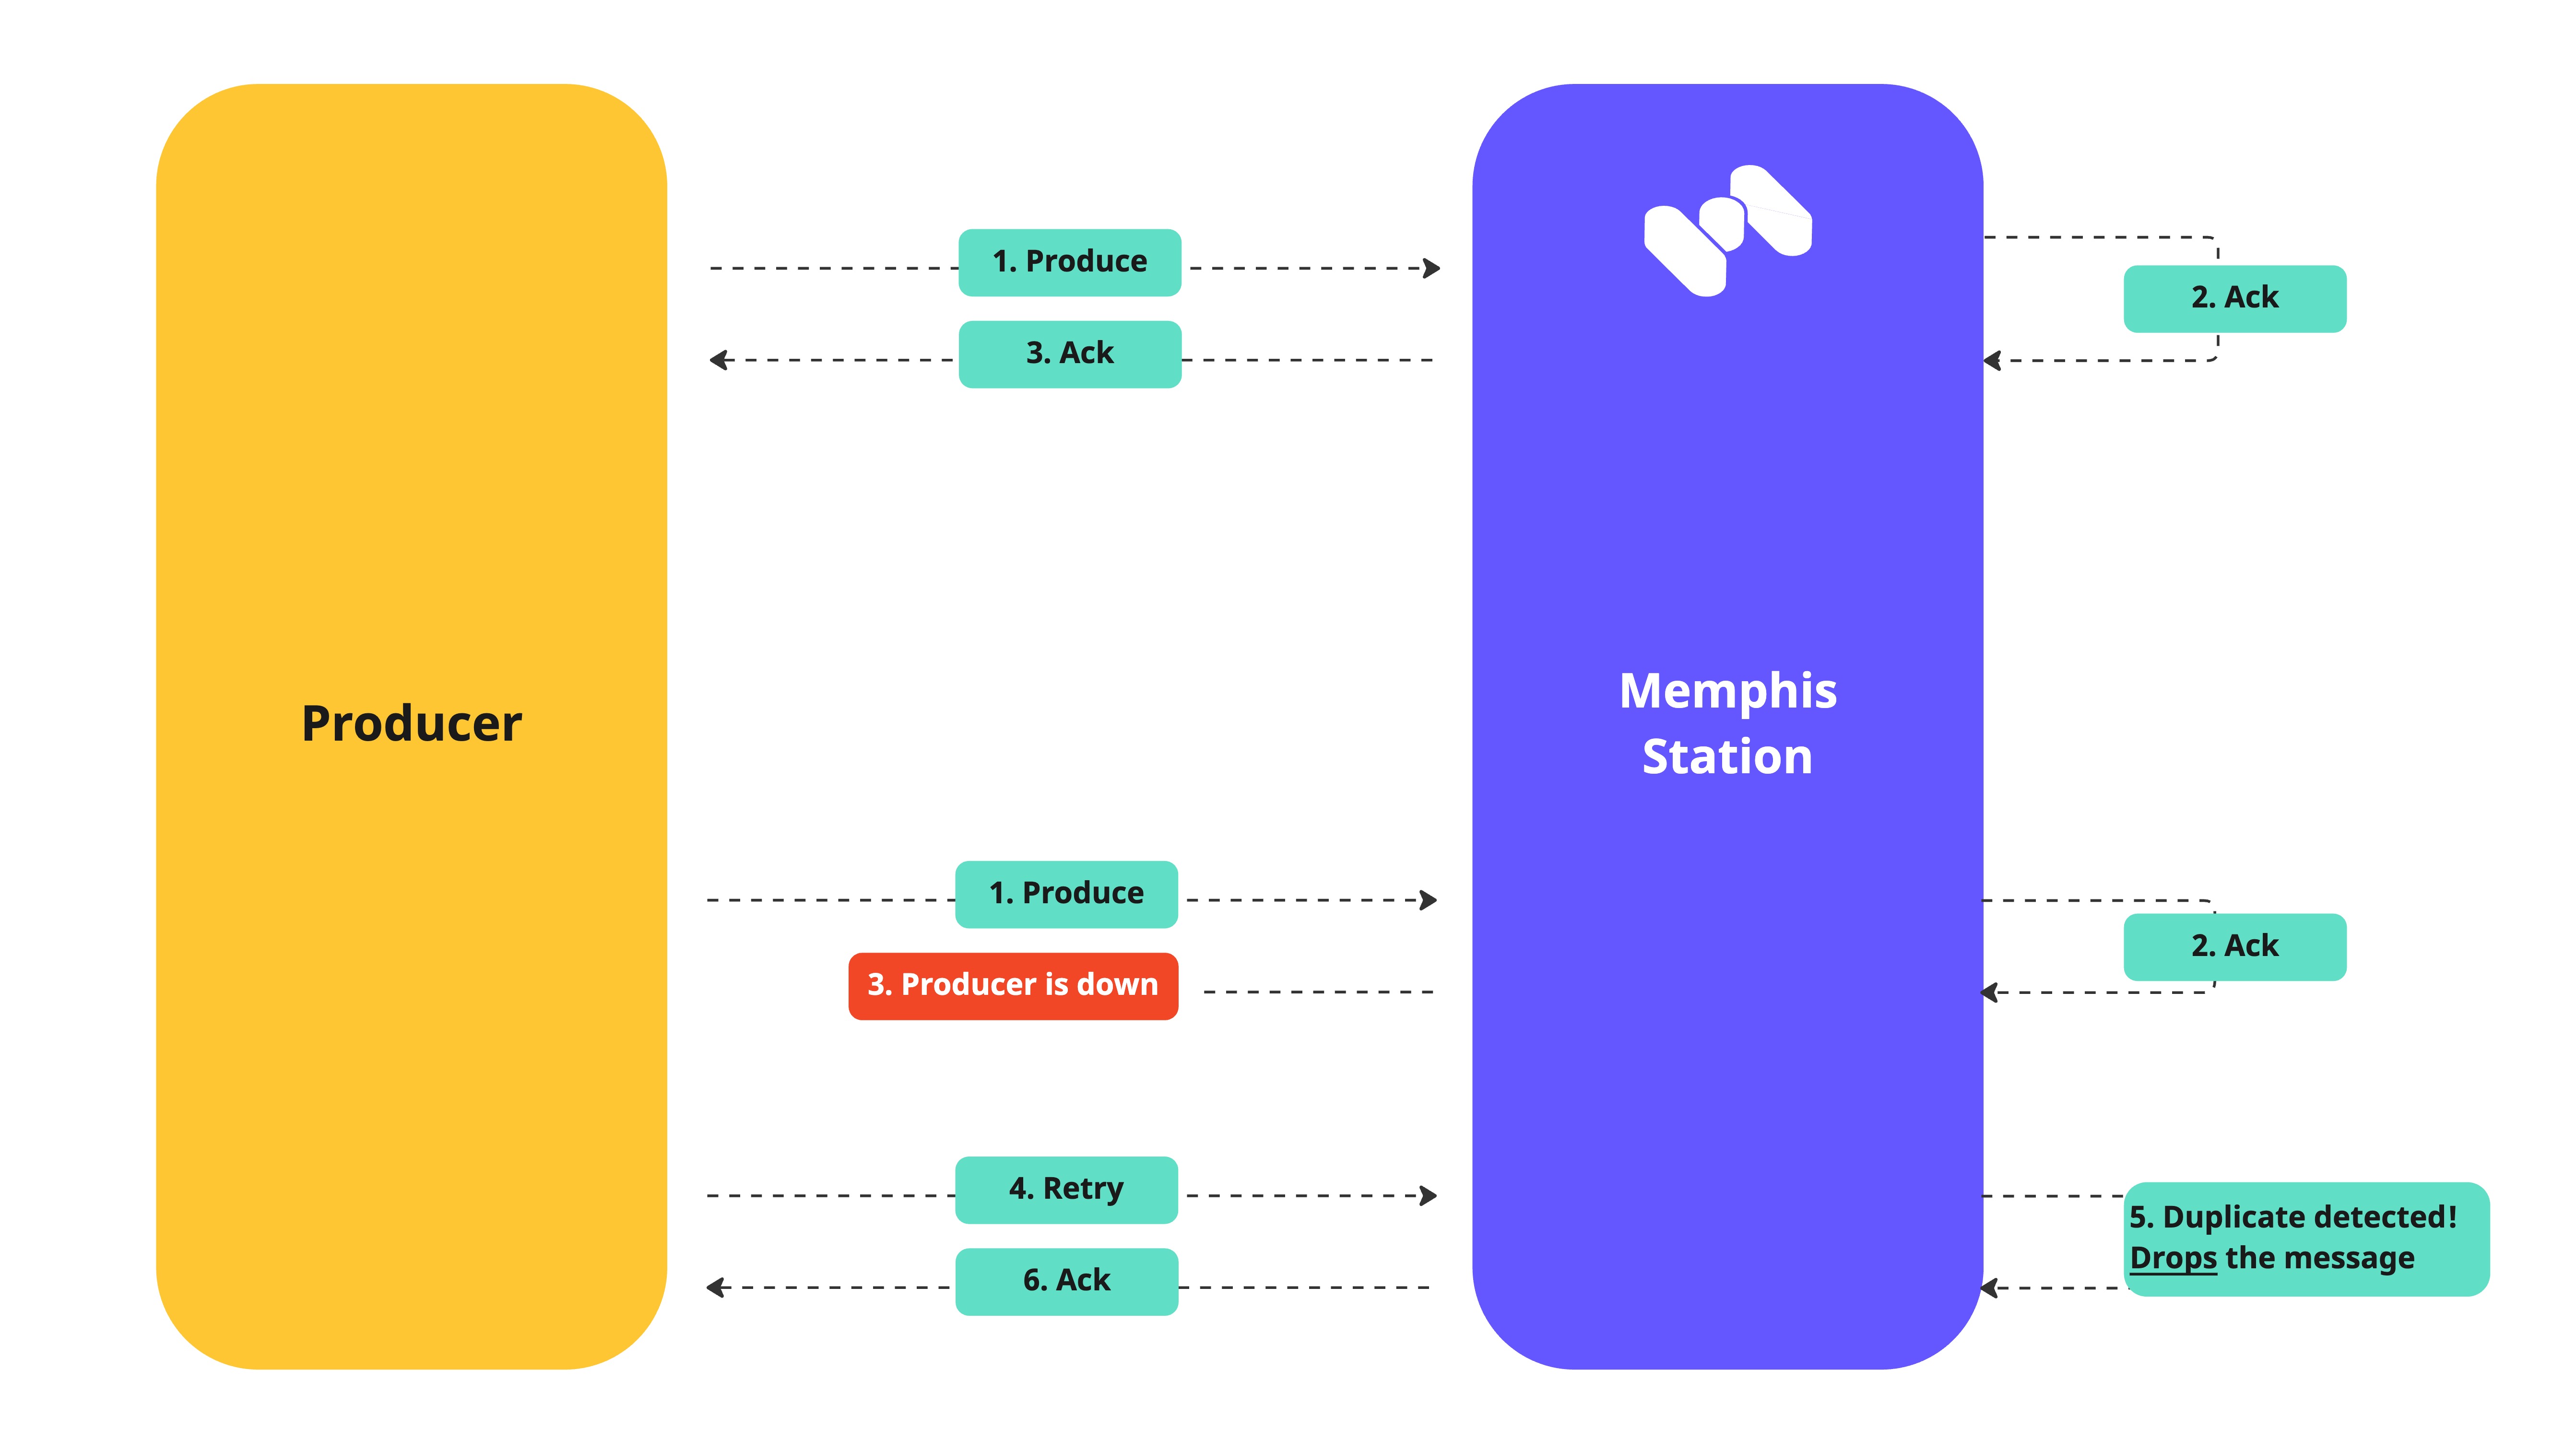 1. Produce
2. Ack
3. Ack
Producer
Memphis
Station
1. Produce
2. Ack
3. Producer is down
4. Retry
5. Duplicate detected!
Drops the message
6. Ack